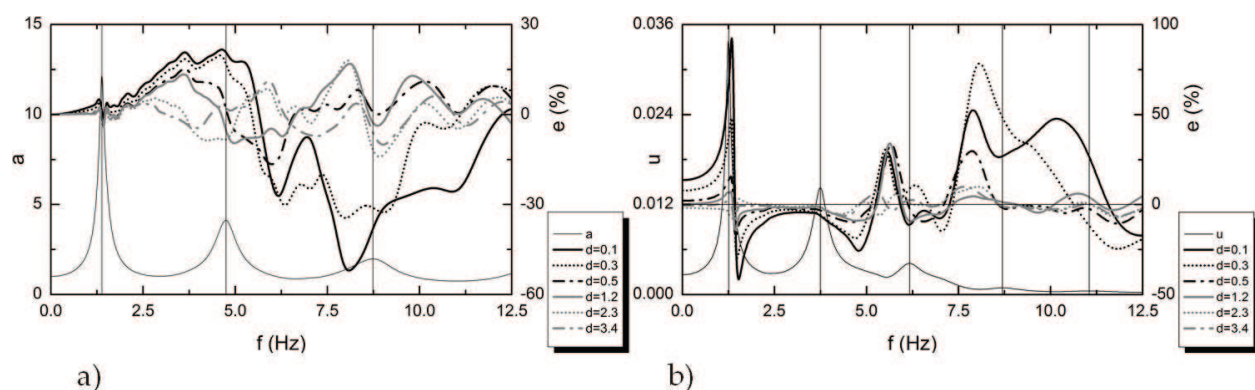 a
15
10
5
0
0.0
2.5
5.0
7.5
10.0
12.5
f (Hz)
30
0
-30
-60
e (%)
a
d=0.1
d=0.3
d=0.5
d=1.2
d=2.3
d=3.4
a)
u
0.036
0.024
0.012
0.000
0.0
2.5
5.0
7.5
10.0
12.5
f (Hz)
100
50
0
-50
e (%)
u
d=0.1
d=0.3
d=0.5
d=1.2
d=2.3
d=3.4
b)